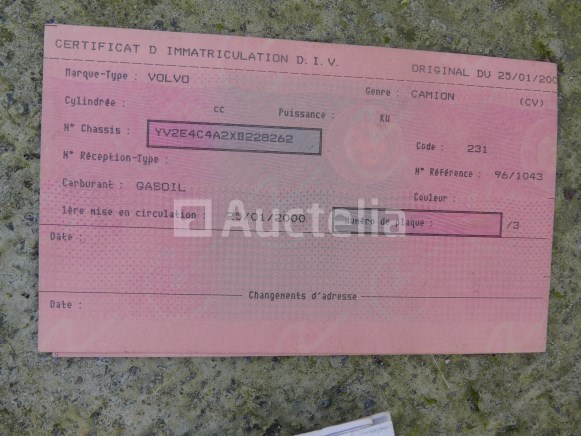 CERTIFICAT D IMMATRICULATION D.I.V. ORIGINAL DU 25/01/200
Marque-Type : VOLVO Genre : CAMION (CV)
Cylindrée : CC Puissance : KW
N° Chassis : YV2E4C4A2XB228262 Code : 231
N° Réception-Type : N° Référence : 96/1043
Carburant : GASOIL Couleur :
1ère mise en circulation : 25/01/2000 Numéro de plaque : /3
Auctelia
Date :
Changements d'adresse
Date :